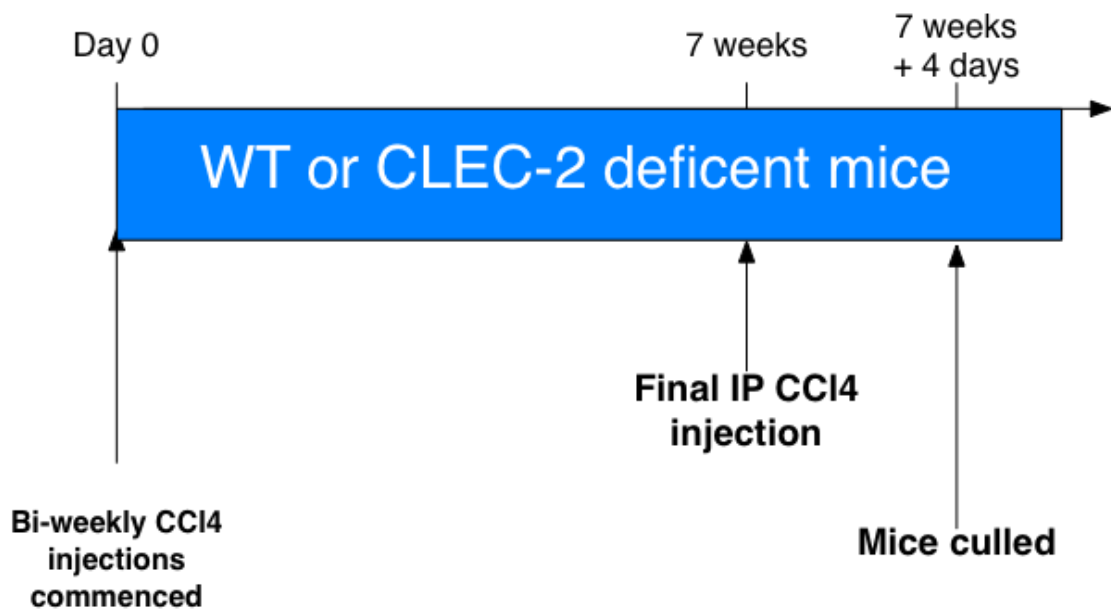 Day 0
7 weeks
7 weeks
+ 4 days
WT or CLEC-2 deficent mice
Final IP CCl4
injection
Bi-weekly CCl4
injections
commenced
Mice culled